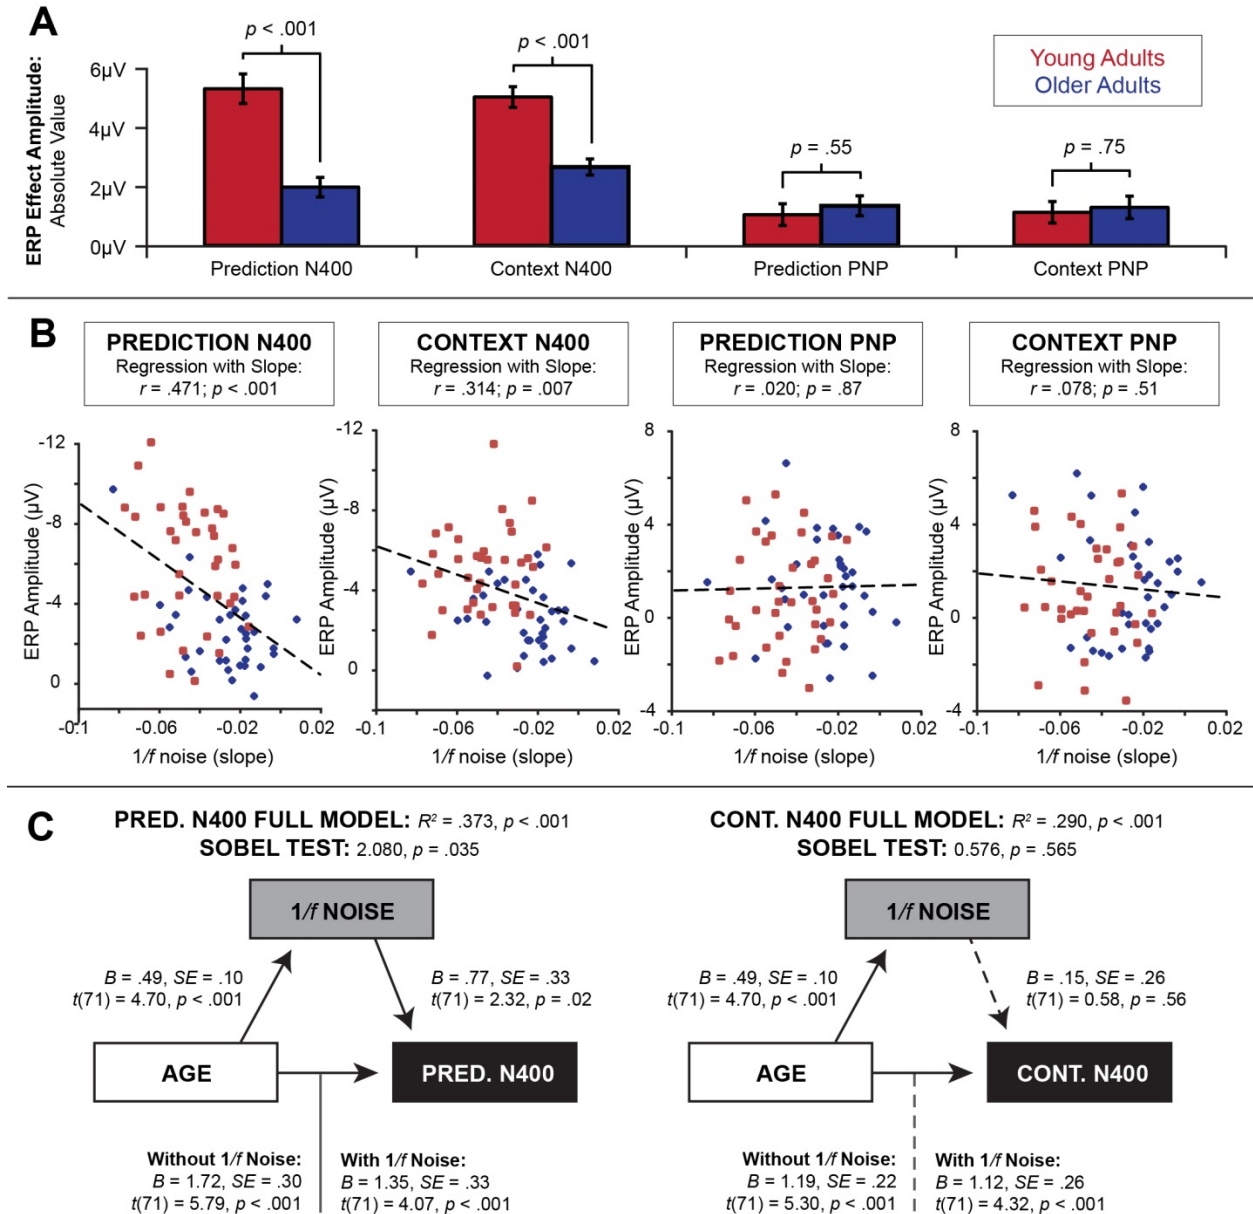 A
ERP Effect Amplitude:
Absolute Value
6µV
4µV
2µV
0µV
p < .001
p < .001
p = .55
p = .75
Young Adults
Older Adults
Prediction N400
Context N400
Prediction PNP
Context PNP
B
PREDICTION N400
Regression with Slope:
r = .471; p < .001
CONTEXT N400
Regression with Slope:
r = .314; p = .007
PREDICTION PNP
Regression with Slope:
r = .020; p = .87
CONTEXT PNP
Regression with Slope:
r = .078; p = .51
ERP Amplitude (µV)
-12
-8
-4
0
-0.1
-0.06
-0.02
0.02
1/f noise (slope)
ERP Amplitude (µV)
-12
-8
-4
0
-0.1
-0.06
-0.02
0.02
1/f noise (slope)
ERP Amplitude (µV)
8
4
0
-4
-0.1
-0.06
-0.02
0.02
1/f noise (slope)
ERP Amplitude (µV)
8
4
0
-4
-0.1
-0.06
-0.02
0.02
1/f noise (slope)
C
PRED. N400 FULL MODEL: R² = .373, p < .001
SOBEL TEST: 2.080, p = .035
1/f NOISE
B = .49, SE = .10
t(71) = 4.70, p < .001
B = .77, SE = .33
t(71) = 2.32, p = .02
AGE
PRED. N400
Without 1/f Noise:
B = 1.72, SE = .30
t(71) = 5.79, p < .001
With 1/f Noise:
B = 1.35, SE = .33
t(71) = 4.07, p < .001
CONT. N400 FULL MODEL: R² = .290, p < .001
SOBEL TEST: 0.576, p = .565
1/f NOISE
B = .49, SE = .10
t(71) = 4.70, p < .001
B = .15, SE = .26
t(71) = 0.58, p = .56
AGE
CONT. N400
Without 1/f Noise:
B = 1.19, SE = .22
t(71) = 5.30, p < .001
With 1/f Noise:
B = 1.12, SE = .26
t(71) = 4.32, p < .001